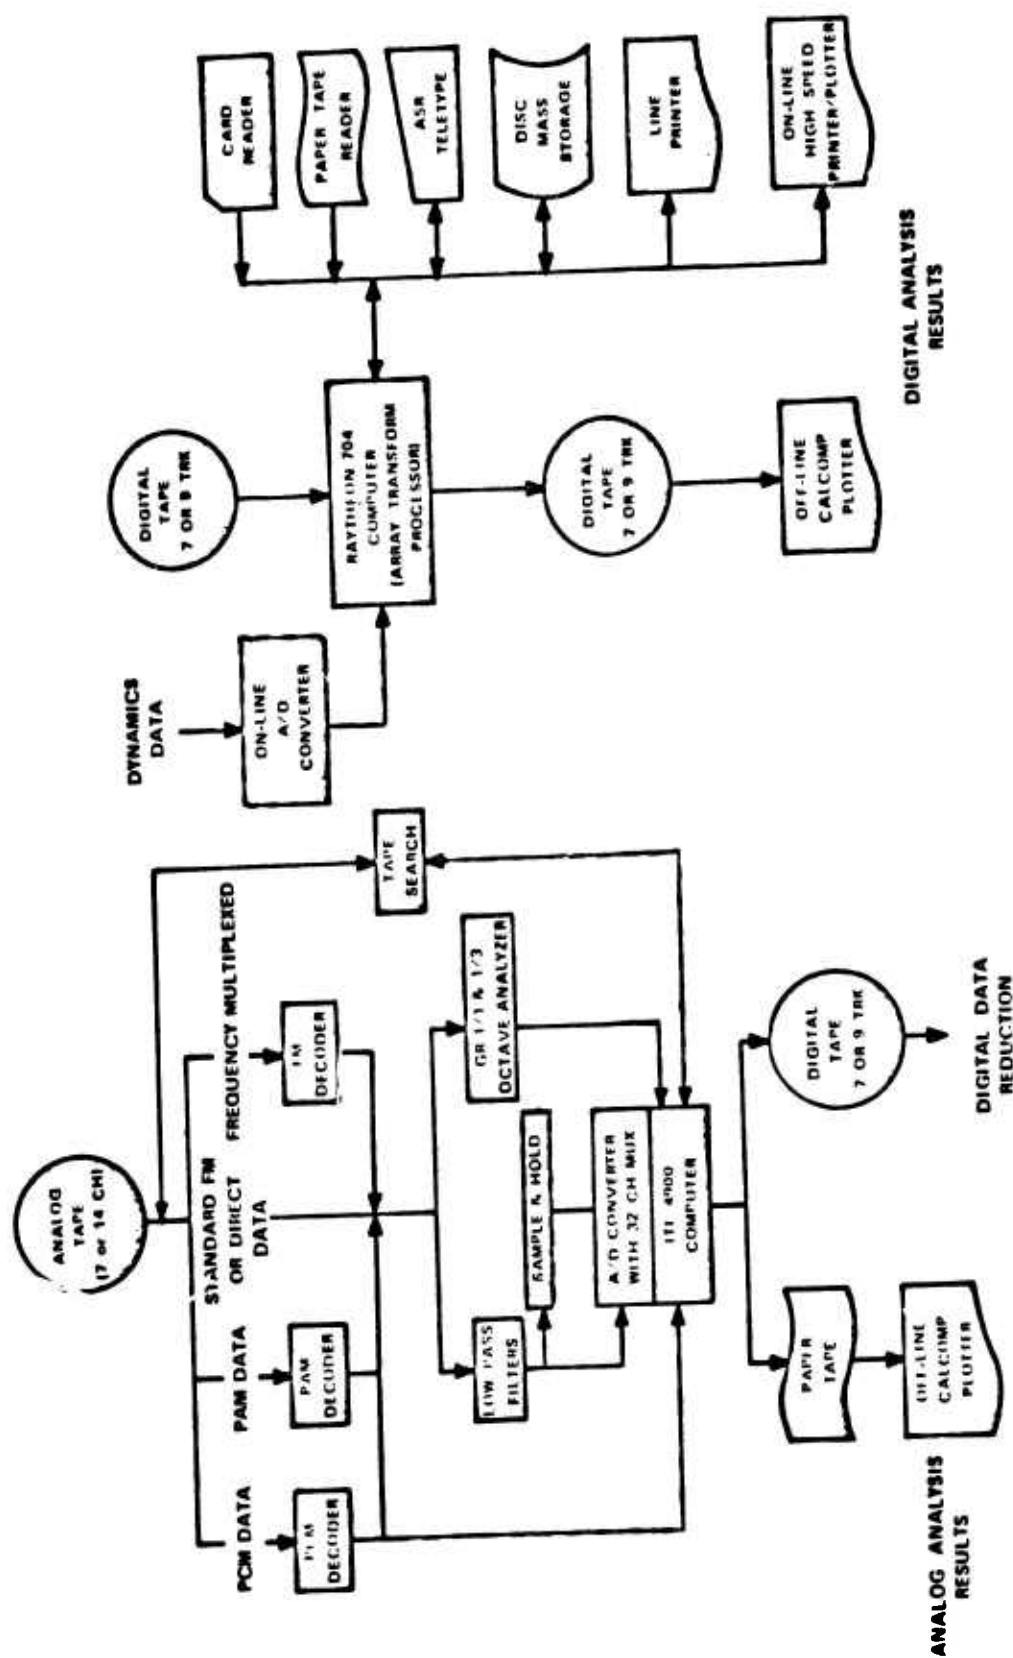 ANALOG
TAPE
(7 or 14 CH)
PCM DATA
PAM DATA
STANDARD FM
OR DIRECT
DATA
FREQUENCY MULTIPLEXED
DECODER
PAM
DECODER
DECODER
TAPE
SEARCH
LOW PASS
FILTERS
SAMPLE & HOLD
GR 1/1 & 1/3
OCTAVE ANALYZER
A/D CONVERTER
WITH 32 CH MUX
4900
COMPUTER
PAPER
TAPE
OFF-LINE
CALCOMP
PLOTTER
DIGITAL
TAPE
7 OR 9 TRK
ANALOG ANALYSIS
RESULTS
DIGITAL DATA
REDUCTION
DYNAMICS
DATA
ON-LINE
A/D
CONVERTER
DIGITAL
TAPE
7 OR 9 TRK
RAYTHEON 704
COMPUTER
(ARRAY TRANSFORM
PROCESSOR)
DIGITAL
TAPE
7 OR 9 TRK
OFF-LINE
CALCOMP
PLOTTER
CARD
READER
PAPER TAPE
READER
ASR
TELETYPE
DISC
MASS
STORAGE
LINE
PRINTER
ON-LINE
HIGH SPEED
PRINTER/PLOTTER
DIGITAL ANALYSIS
RESULTS